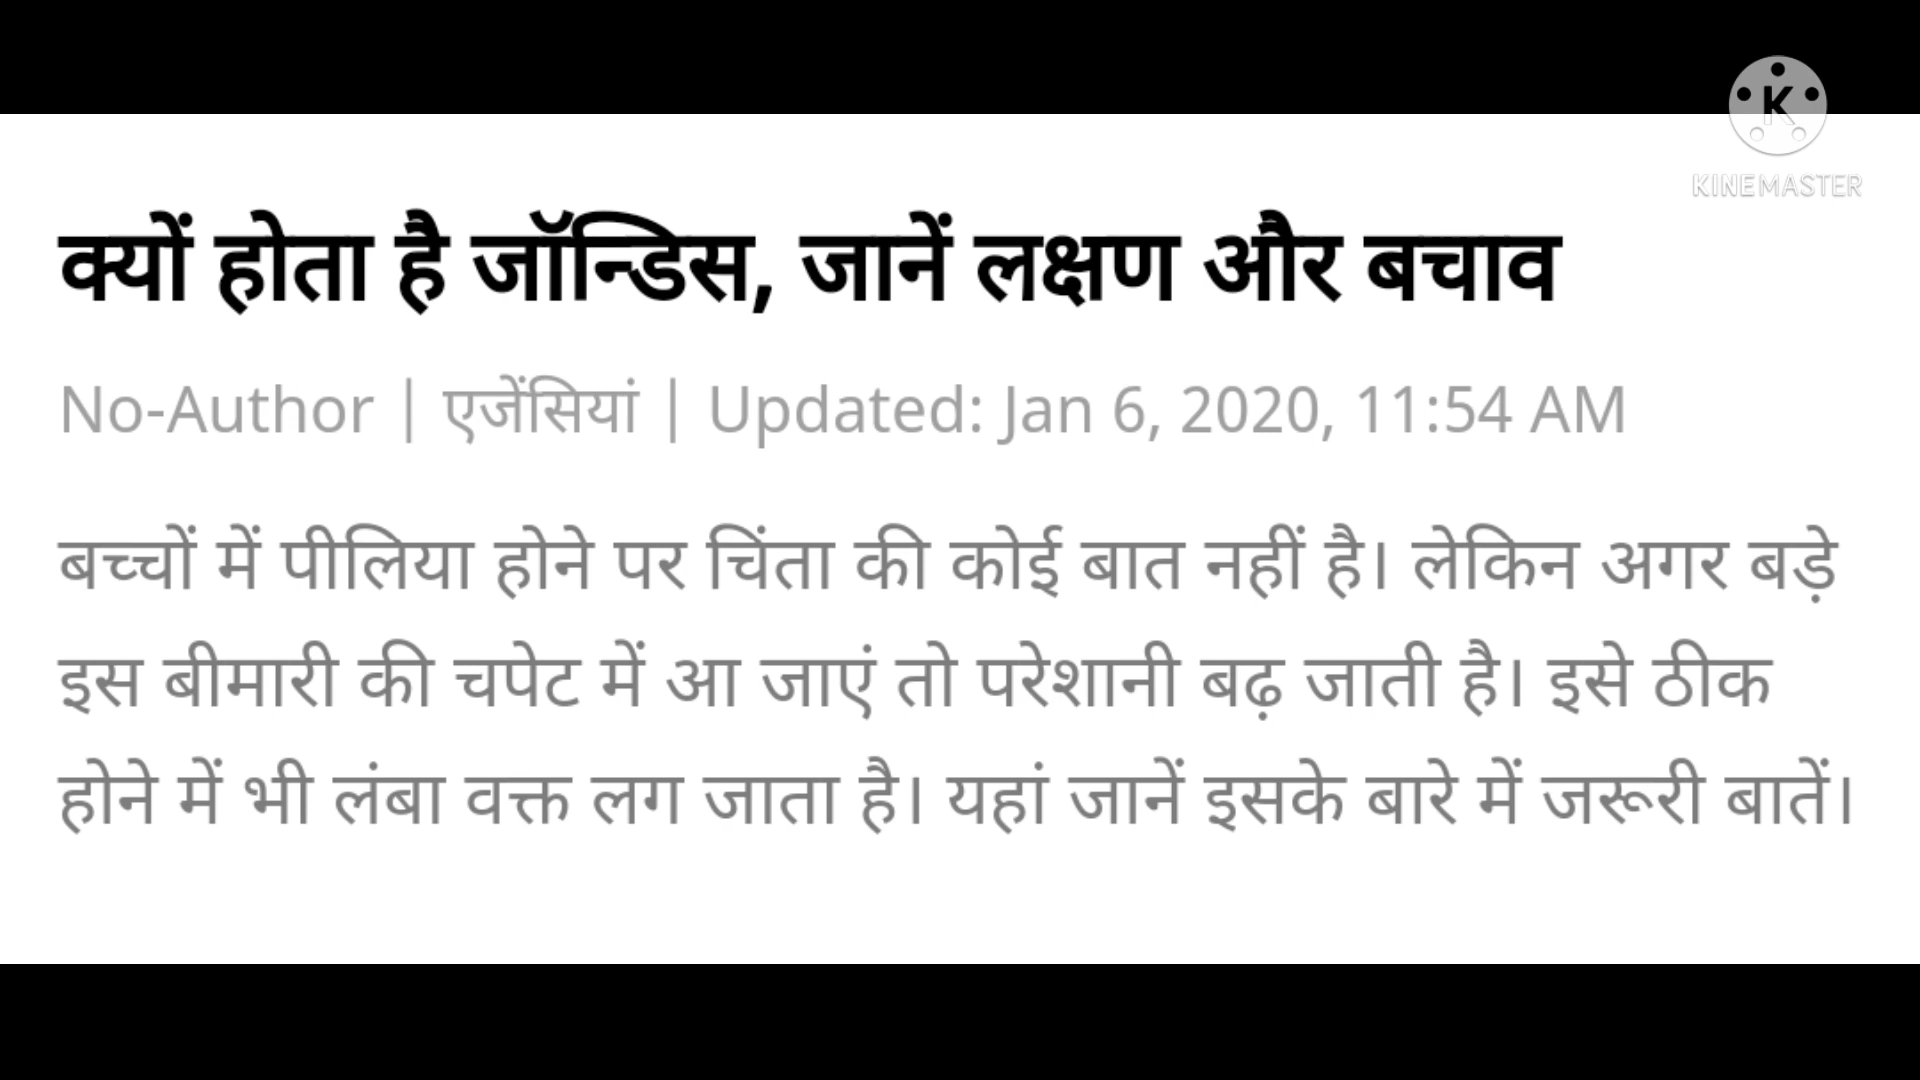 KINEMASTER
क्यों होता है जॉन्डिस, जानें लक्षण और बचाव
No-Author | एजेंसियां | Updated: Jan 6, 2020, 11:54 AM
बच्चों में पीलिया होने पर चिंता की कोई बात नहीं है। लेकिन अगर बड़े
इस बीमारी की चपेट में आ जाएं तो परेशानी बढ़ जाती है। इसे ठीक
होने में भी लंबा वक्त लग जाता है। यहां जानें इसके बारे में जरूरी बातें।